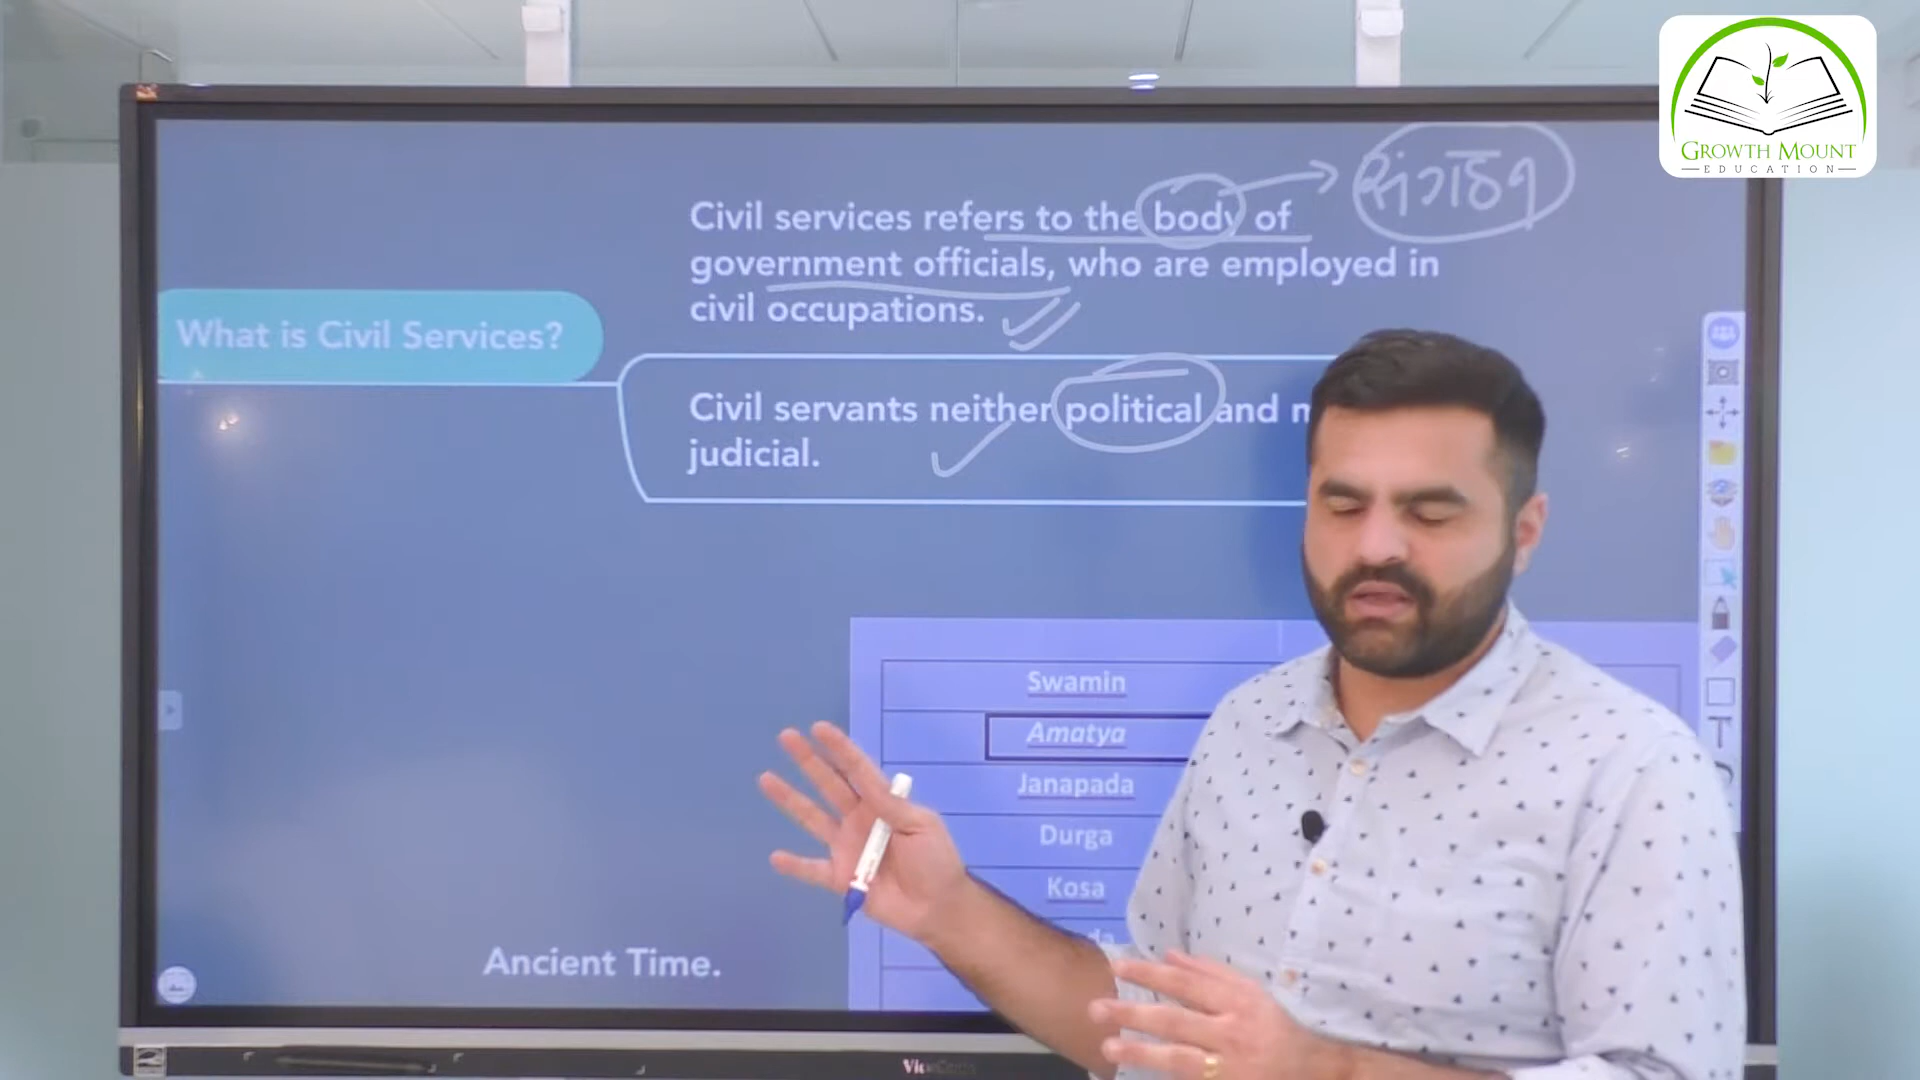 GROWTH MOUNT
EDUCATION
Civil services refers to the body of
government officials, who are employed in
civil occupations.
संगठन
What is Civil Services?
Civil servants neither political and
judicial.
Swamin
Amatya
Janapada
Durga
Kosa
Ancient Time.
T